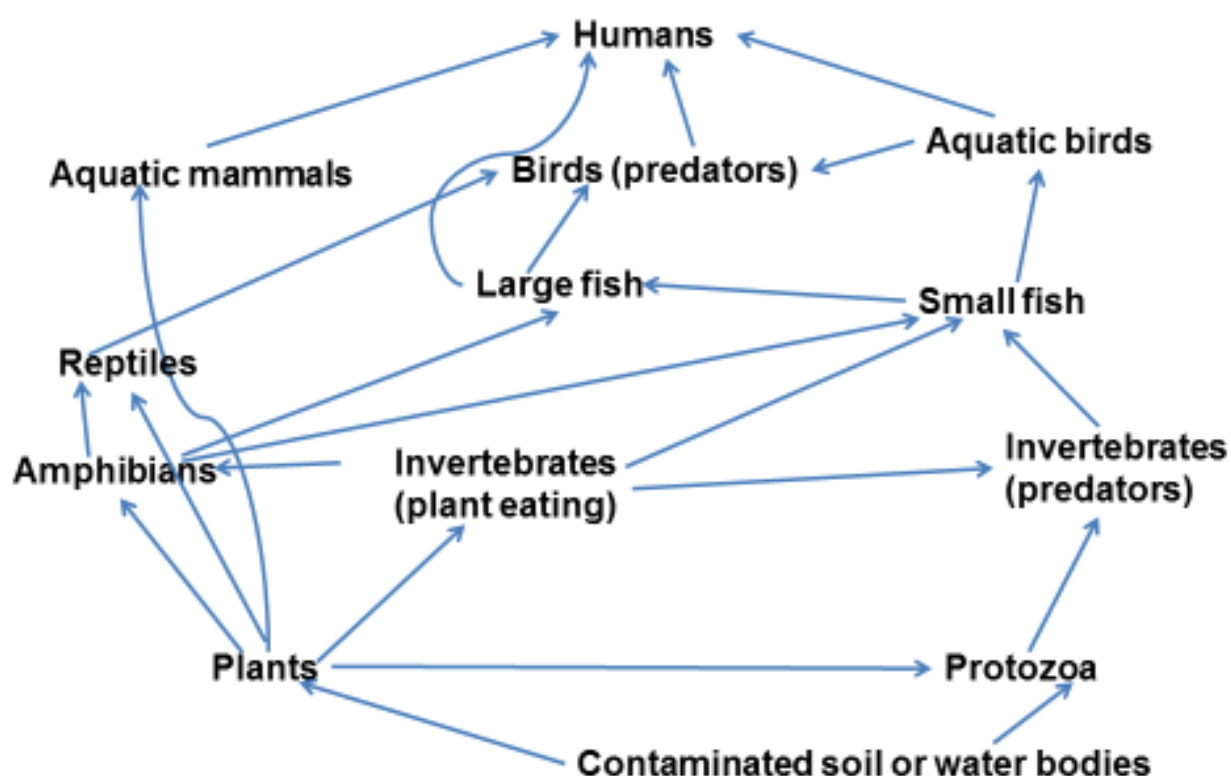 Humans
Aquatic birds
Aquatic mammals
Birds (predators)
Large fish
Small fish
Reptiles
Amphibians
Invertebrates
(plant eating)
Invertebrates
(predators)
Plants
Protozoa
Contaminated soil or water bodies